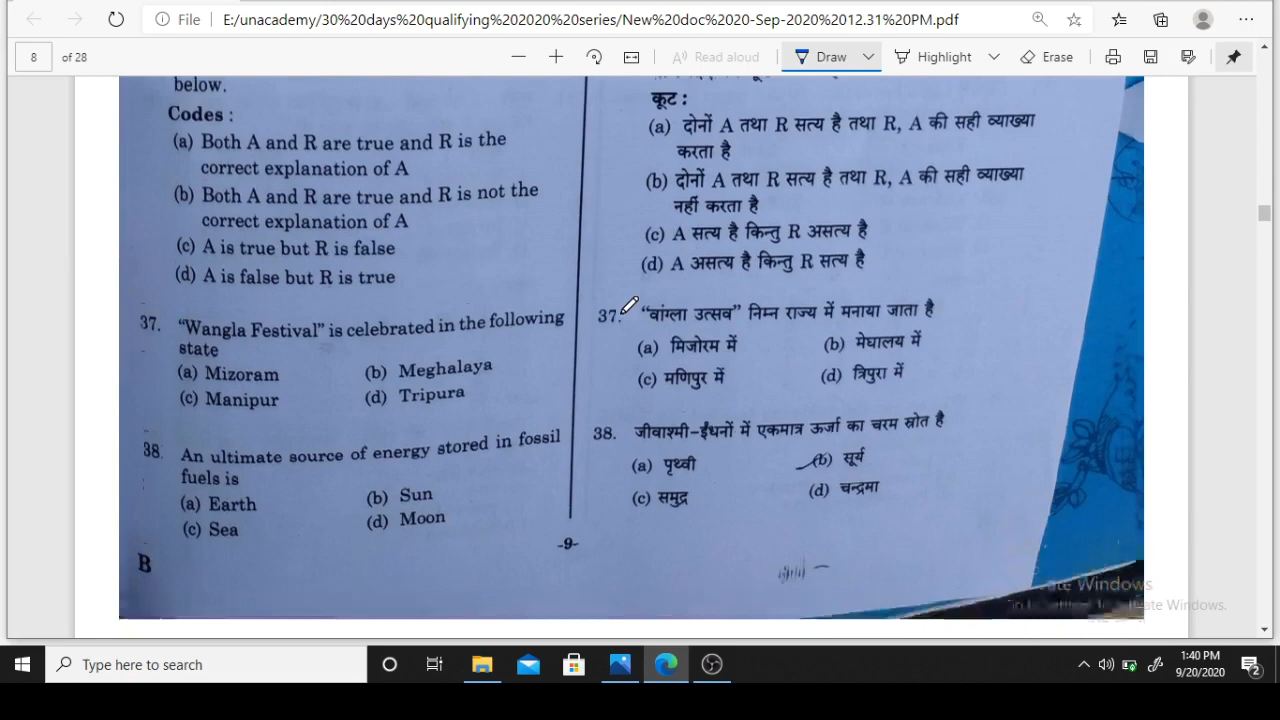 File E:/unacademy/30%20days%20qualifying%202020%20series/New%20doc%2020-Sep-2020%2012.31%20PM.pdf
8 of 28
Read aloud Draw Highlight Erase
below.
Codes :
(a) Both A and R are true and R is the
correct explanation of A
(b) Both A and R are true and R is not the
correct explanation of A
(c) A is true but R is false
(d) A is false but R is true
37. "Wangla Festival" is celebrated in the following
state
(a) Mizoram (b) Meghalaya
(c) Manipur (d) Tripura
38. An ultimate source of energy stored in fossil
fuels is
(a) Earth (b) Sun
(c) Sea (d) Moon
B
-9-
कूट :
(a) दोनों A तथा R सत्य है तथा R, A की सही व्याख्या
करता है
(b) दोनों A तथा R सत्य है तथा R, A की सही व्याख्या
नहीं करता है
(c) A सत्य है किन्तु R असत्य है
(d) A असत्य है किन्तु R सत्य है
37. "वांग्ला उत्सव" निम्न राज्य में मनाया जाता है
(a) मिजोरम में (b) मेघालय में
(c) मणिपुर में (d) त्रिपुरा में
38. जीवाश्मी-ईंधनों में एकमात्र ऊर्जा का चरम स्रोत है
(a) पृथ्वी (b) सूर्य
(c) समुद्र (d) चन्द्रमा
Windows
Windows.
Type here to search
1:40 PM
9/20/2020
2